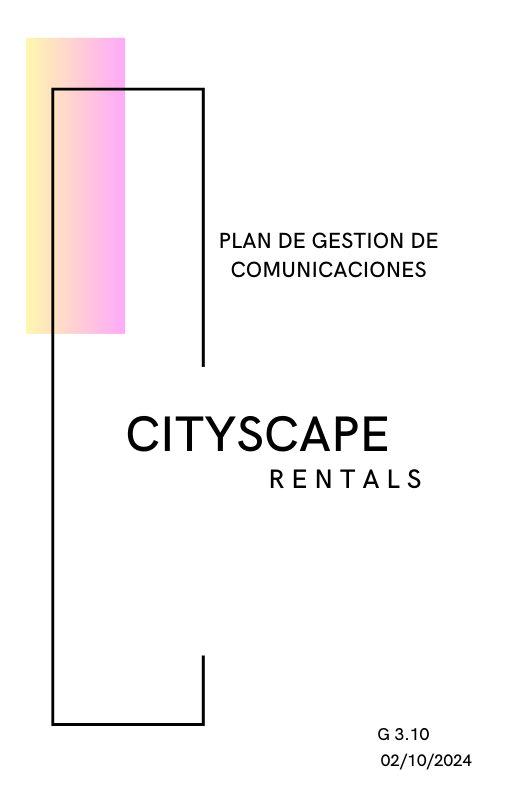 PLAN DE GESTION DE
COMUNICACIONES
CITYSCAPE
RENTALS
G 3.10
02/10/2024